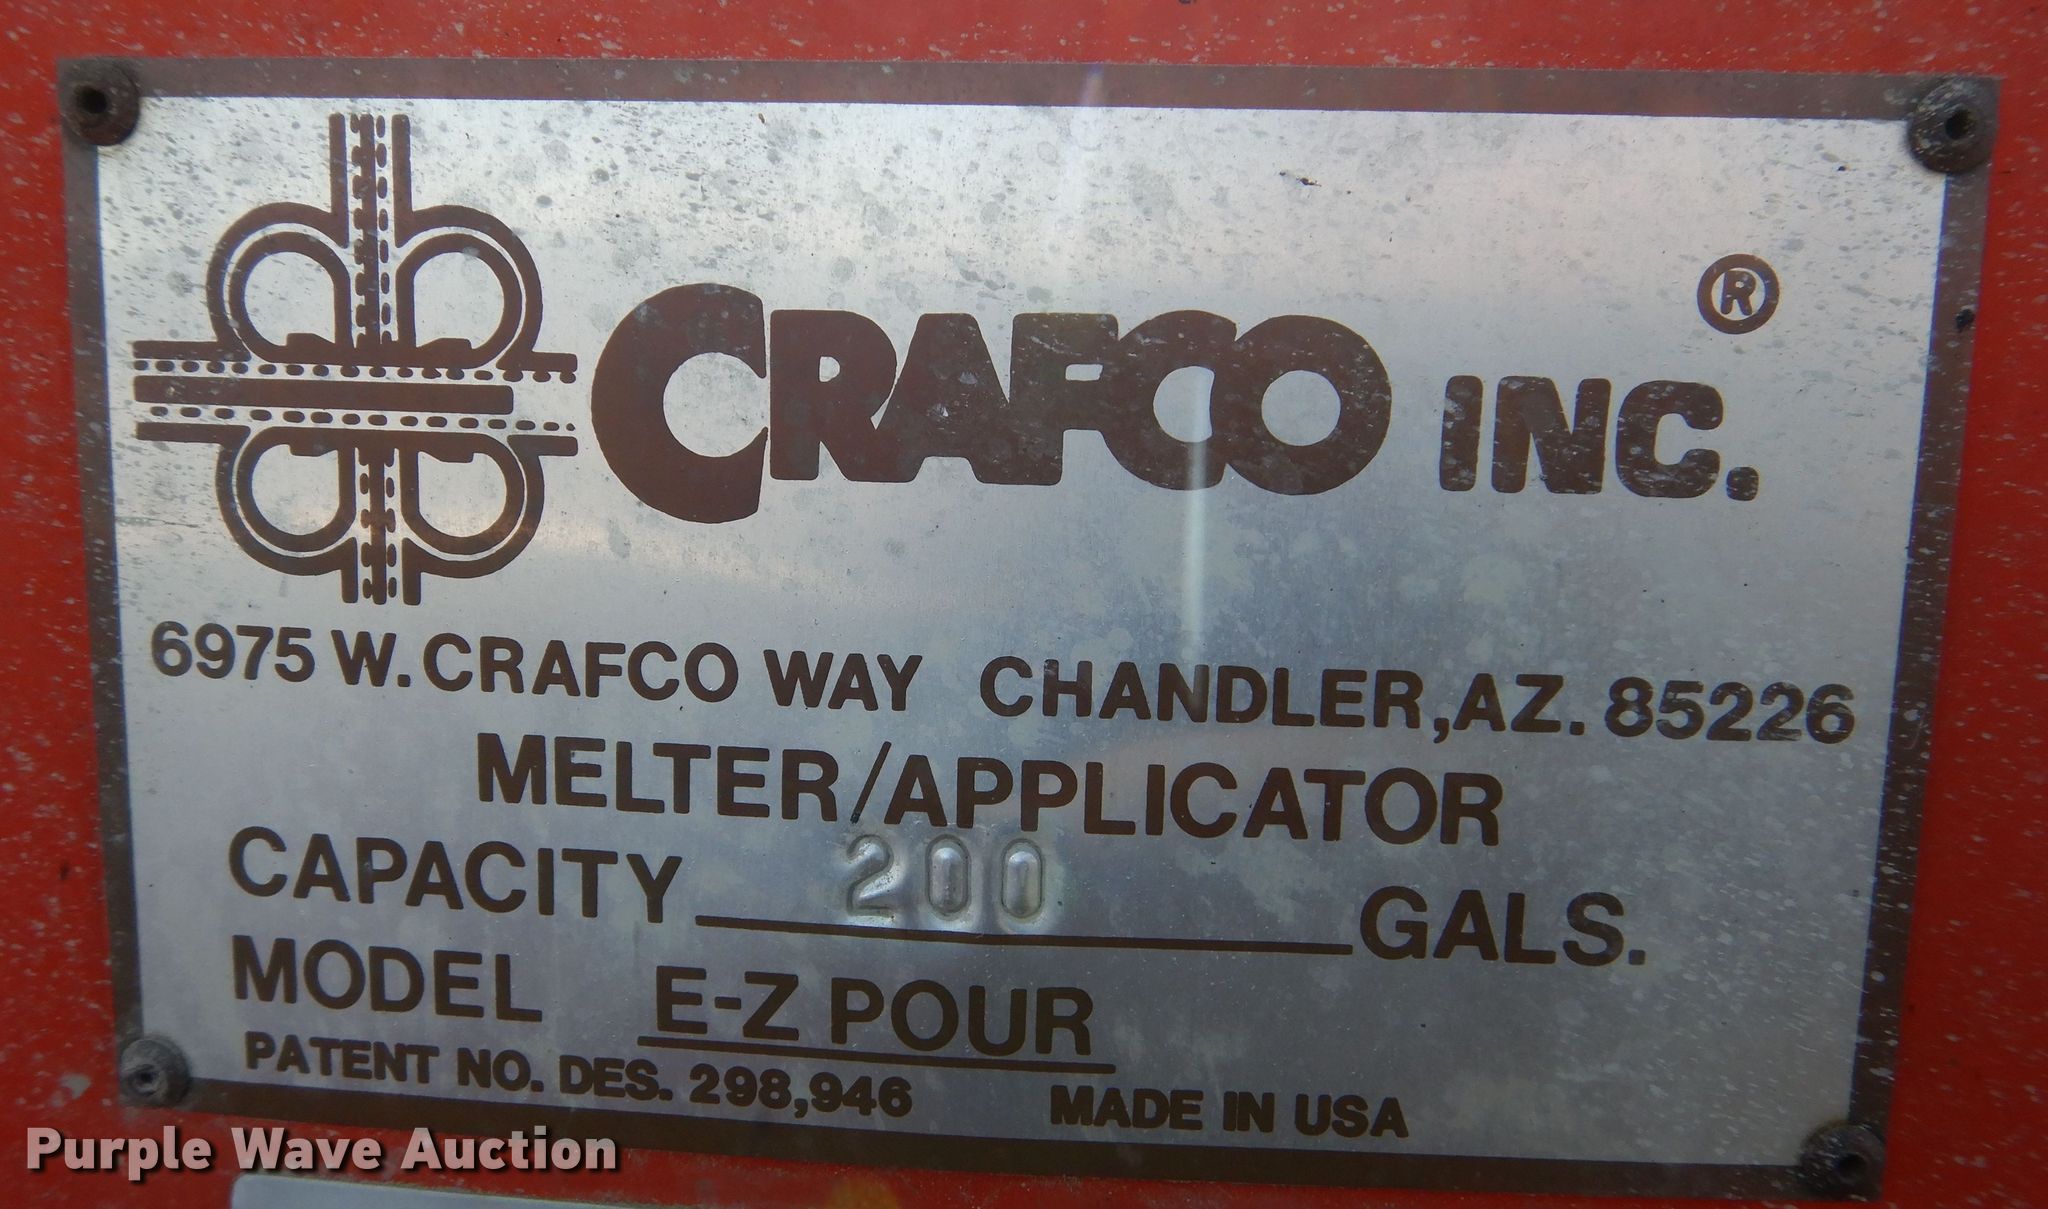 CRAFCO INC. ®
6975 W. CRAFCO WAY CHANDLER, AZ. 85226
MELTER/APPLICATOR
CAPACITY 200 GALS.
MODEL E-Z POUR
PATENT NO. DES. 298,946 MADE IN USA
Purple Wave Auction